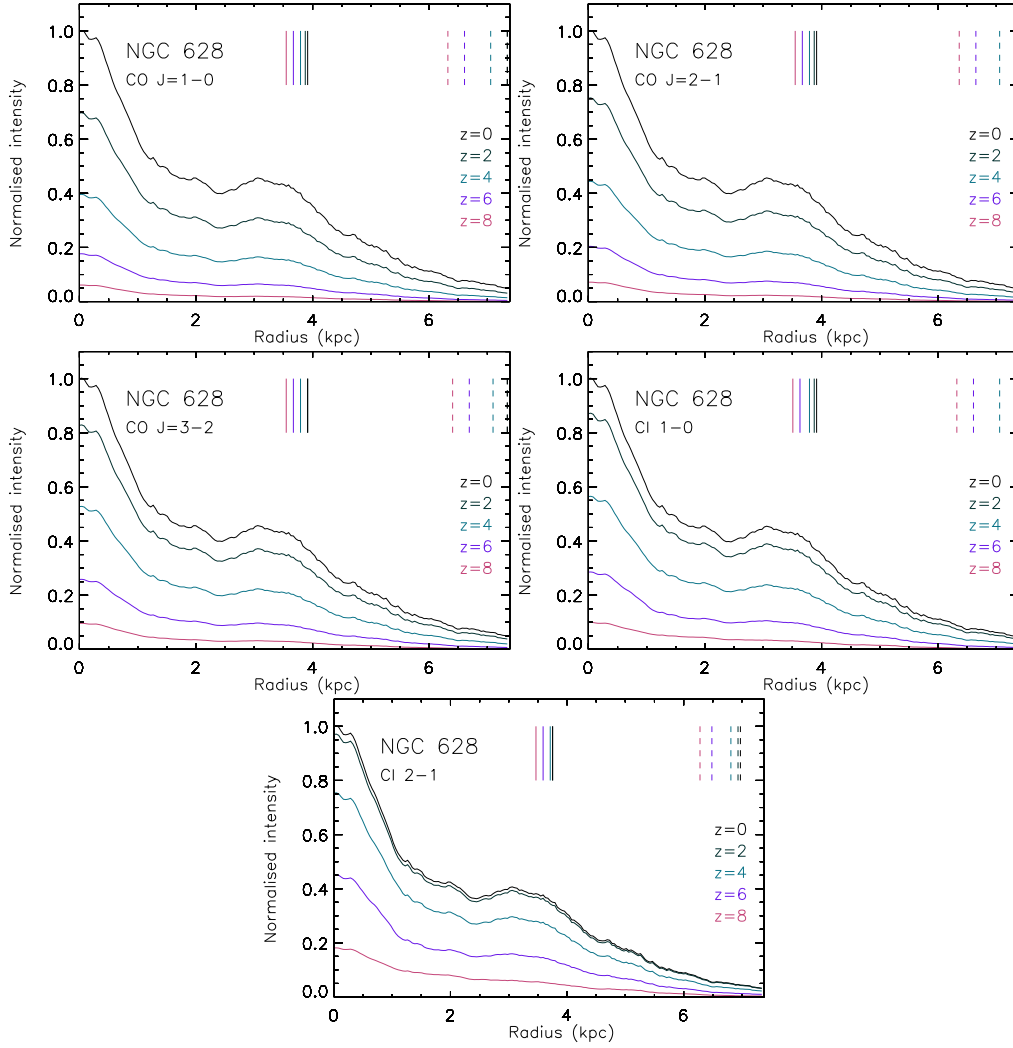 1.0
0.8
0.6
0.4
0.2
0.0
Normalised intensity
NGC 628
CO J=1−0
z=0
z=2
z=4
z=6
z=8
0 2 4 6
Radius (kpc)
1.0
0.8
0.6
0.4
0.2
0.0
Normalised intensity
NGC 628
CO J=2−1
z=0
z=2
z=4
z=6
z=8
0 2 4 6
Radius (kpc)
1.0
0.8
0.6
0.4
0.2
0.0
Normalised intensity
NGC 628
CO J=3−2
z=0
z=2
z=4
z=6
z=8
0 2 4 6
Radius (kpc)
1.0
0.8
0.6
0.4
0.2
0.0
Normalised intensity
NGC 628
CI 1−0
z=0
z=2
z=4
z=6
z=8
0 2 4 6
Radius (kpc)
1.0
0.8
0.6
0.4
0.2
0.0
Normalised intensity
NGC 628
CI 2−1
z=0
z=2
z=4
z=6
z=8
0 2 4 6
Radius (kpc)